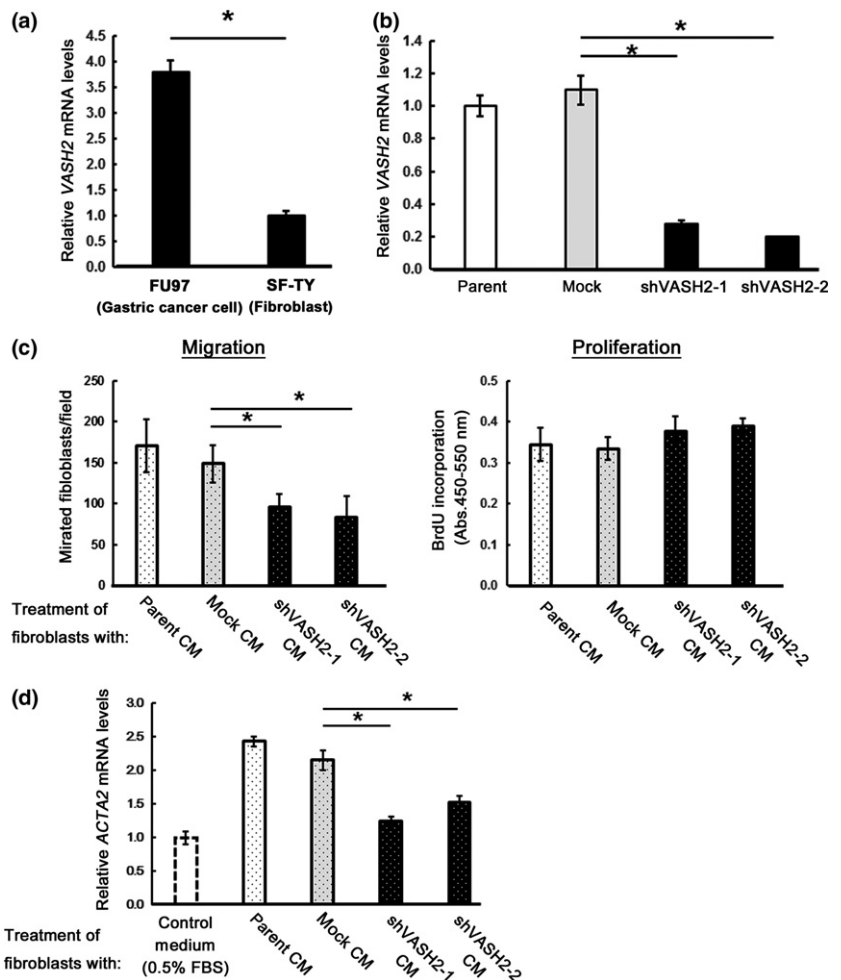 (a)
*
Relative VASH2 mRNA levels
4.5
4.0
3.5
3.0
2.5
2.0
1.5
1.0
0.5
0.0
FU97 SF-TY
(Gastric cancer cell) (Fibroblast)
(b)
*
*
Relative VASH2 mRNA levels
1.4
1.2
1.0
0.8
0.6
0.4
0.2
0.0
Parent Mock shVASH2-1 shVASH2-2
(c)
Migration
*
*
Mirated fibloblasts/field
250
200
150
100
50
0
Treatment of
fibroblasts with:
Parent CM
Mock CM
shVASH2-1
CM
shVASH2-2
CM
Proliferation
BrdU incorporation
(Abs.450-550 nm)
0.5
0.4
0.3
0.2
0.1
0.0
Parent CM
Mock CM
shVASH2-1
CM
shVASH2-2
CM
(d)
*
*
Relative ACTA2 mRNA levels
3.0
2.5
2.0
1.5
1.0
0.5
0.0
Treatment of
fibroblasts with:
Control
medium
(0.5% FBS)
Parent CM
Mock CM
shVASH2-1
CM
shVASH2-2
CM